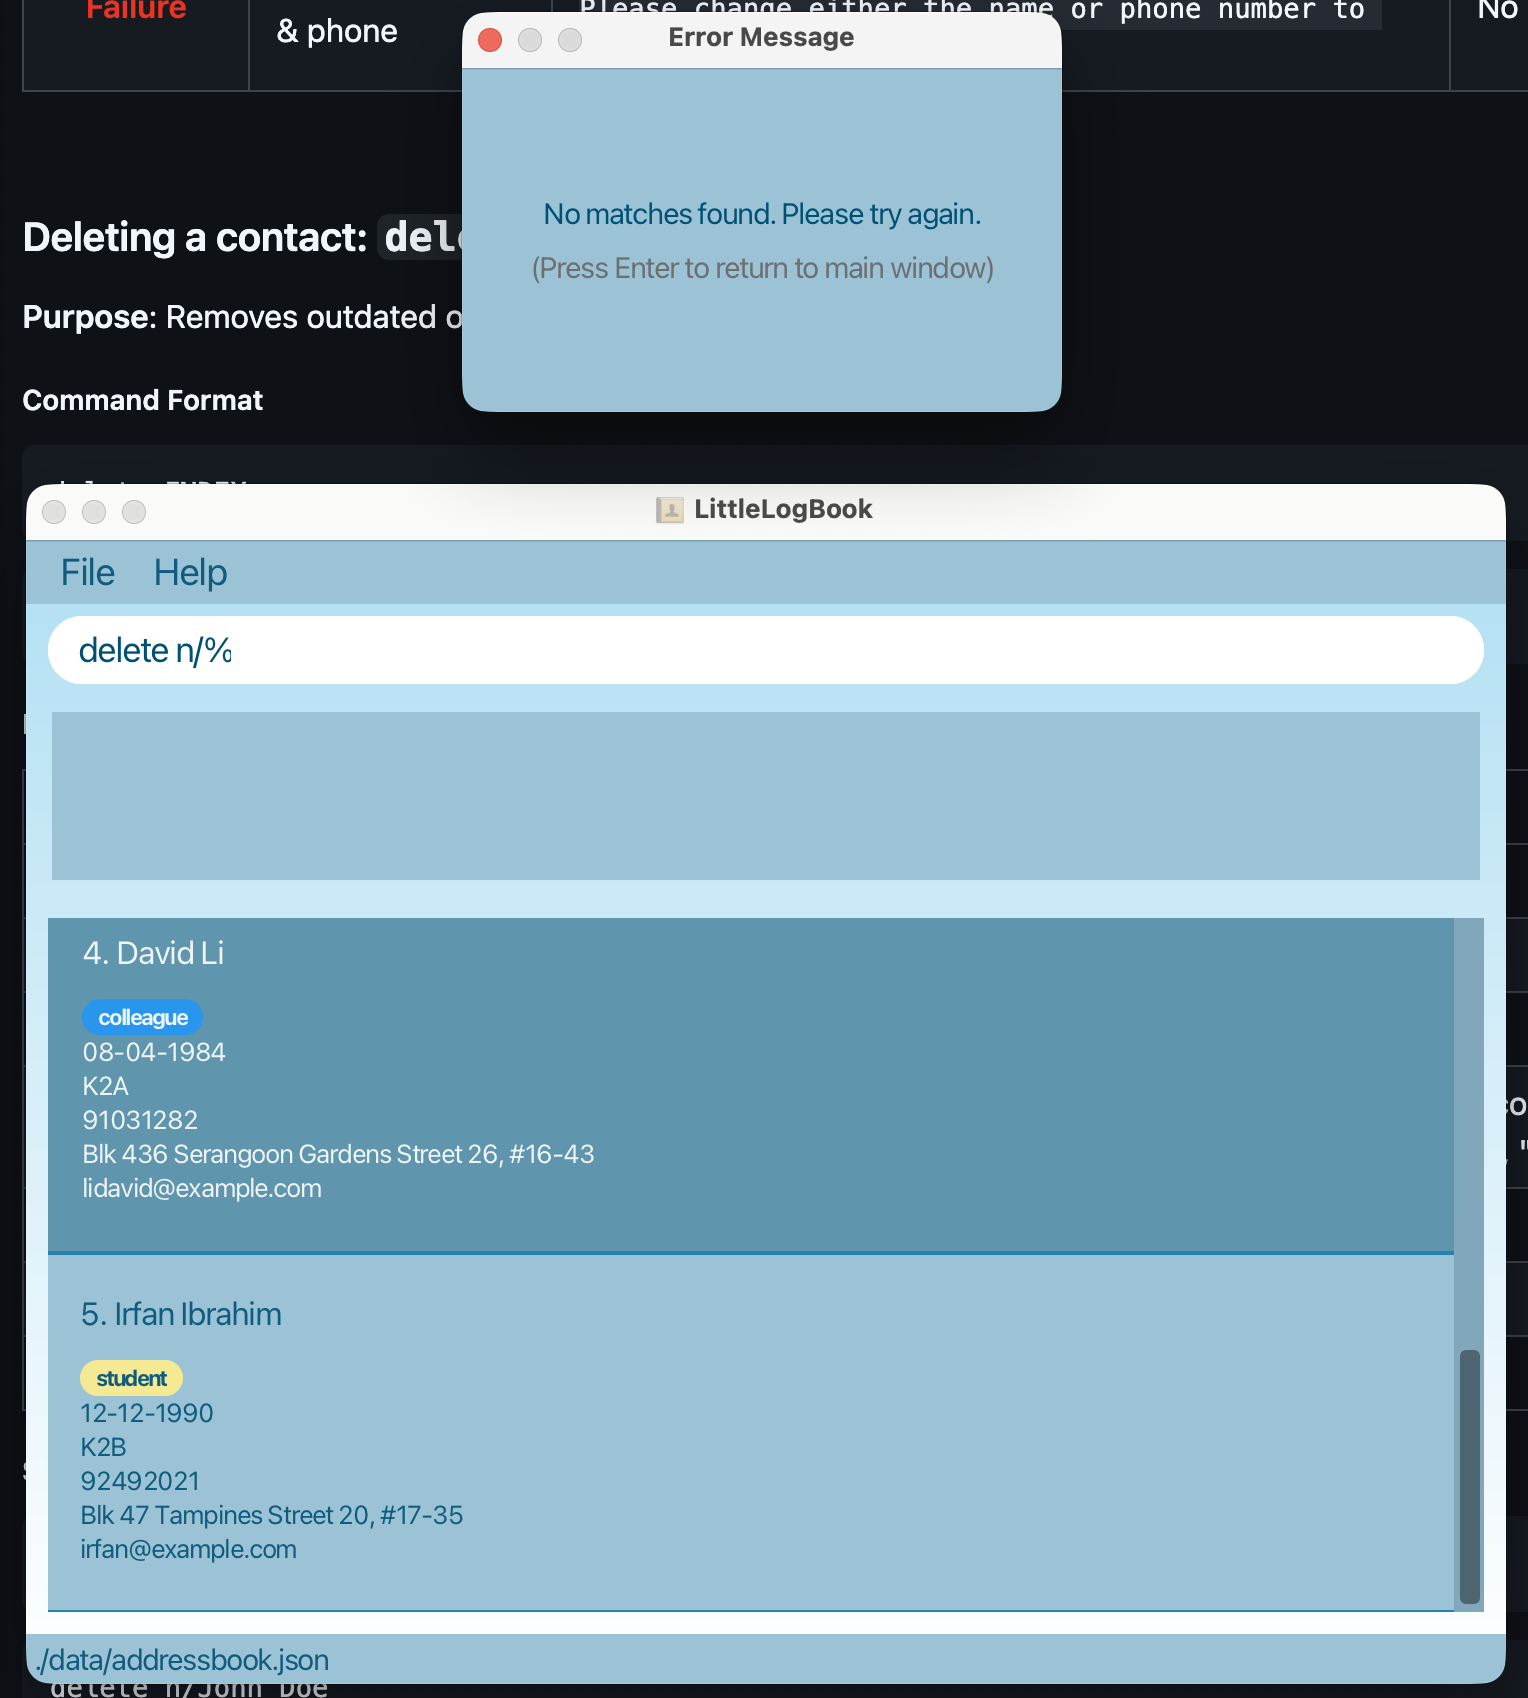 Failure
& phone
Please change either the name or phone number to
No
Error Message
No matches found. Please try again.
(Press Enter to return to main window)
Deleting a contact:
Purpose: Removes outdated
Command Format
LittleLogBook
File Help
delete n/%
4. David Li
colleague
08-04-1984
K2A
91031282
Blk 436 Serangoon Gardens Street 26, #16-43
lidavid@example.com
5. Irfan Ibrahim
student
12-12-1990
K2B
92492021
Blk 47 Tampines Street 20, #17-35
irfan@example.com
./data/addressbook.json
delete n/John Doe